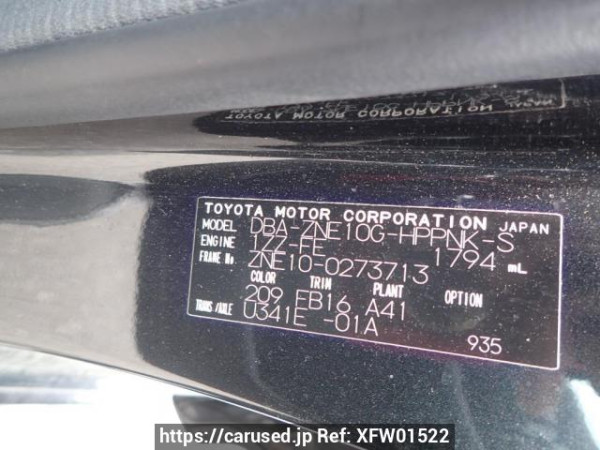 TOYOTA MOTOR CORPORATION JAPAN
MODEL DBA-ZNE10G-HPPNK-S
ENGINE 1ZZ-FE 1794 mL
FRAME No. ZNE10-0273713
COLOR TRIM PLANT OPTION
209 FB16 A41
TRANS/AXLE U341E -01A
935
https://carused.jp Ref: XFW01522